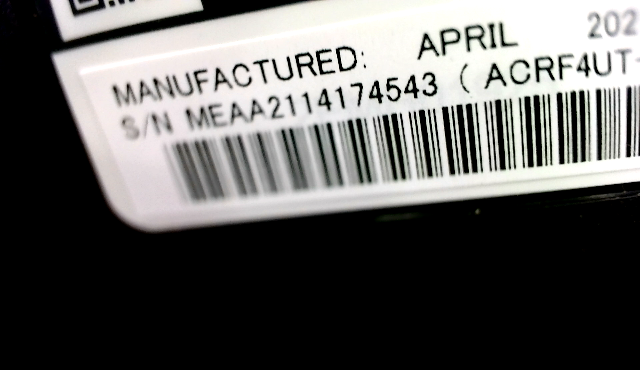 MANUFACTURED: APRIL 202
S/N MEAA2114174543 ( ACRF4UT-